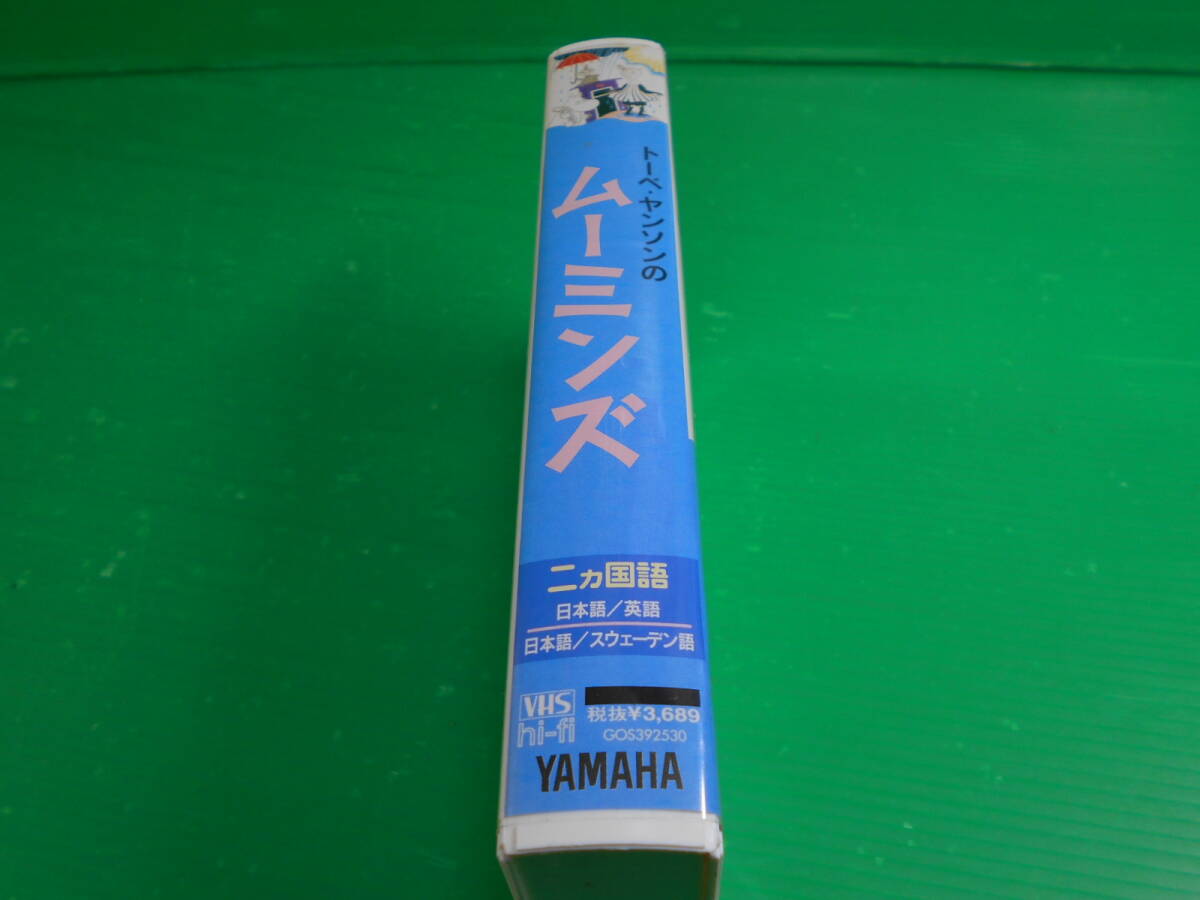 トーベ・ヤンソンの
ムーミンズ
二ヵ国語
日本語／英語
日本語／スウェーデン語
VHS
hi-fi
税抜¥3,689
GOS392530
YAMAHA